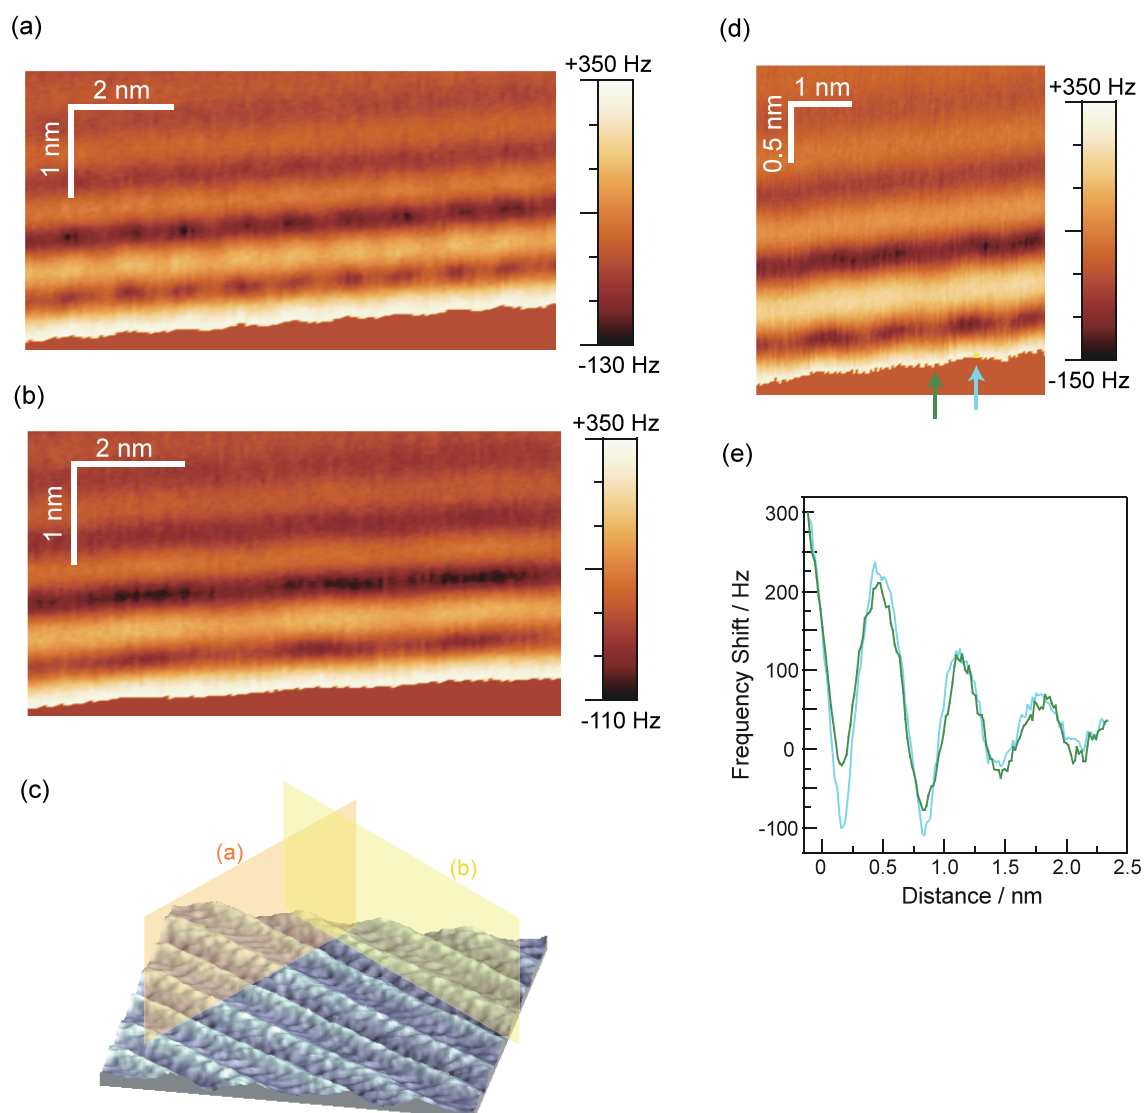 (a)
+350 Hz
2 nm
1 nm
-130 Hz
(b)
+350 Hz
2 nm
1 nm
-110 Hz
(c)
(a)
(b)
(d)
+350 Hz
1 nm
0.5 nm
-150 Hz
(e)
300
200
100
0
-100
Frequency Shift / Hz
0
0.5
1.0
1.5
2.0
2.5
Distance / nm